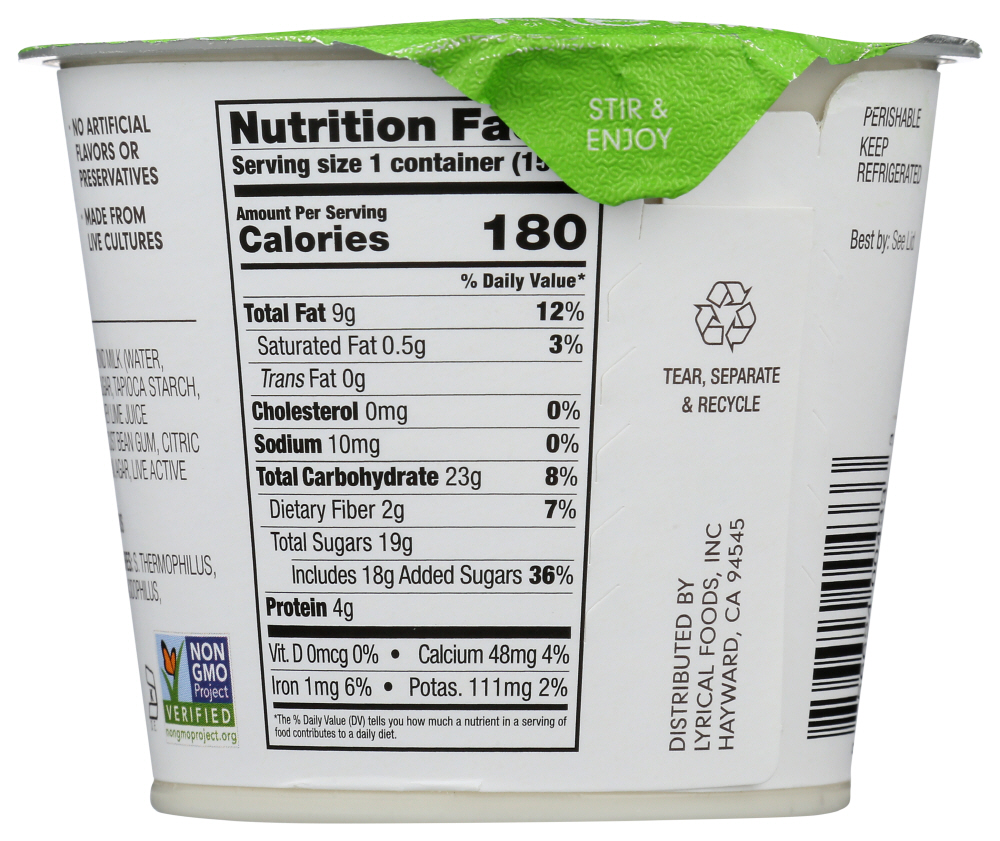 NO ARTIFICIAL
FLAVORS OR
PRESERVATIVES
MADE FROM
LIVE CULTURES
MILK (WATER,
TAPIOCA STARCH,
LIME JUICE
BEAN GUM, CITRIC
AGAR, LIVE ACTIVE
S. THERMOPHILUS,
NON
GMO
Project
VERIFIED
nongmoproject.org
Nutrition
Serving size 1 container
Amount Per Serving
Calories 180
% Daily Value*
Total Fat 9g 12%
Saturated Fat 0.5g 3%
Trans Fat 0g
Cholesterol 0mg 0%
Sodium 10mg 0%
Total Carbohydrate 23g 8%
Dietary Fiber 2g 7%
Total Sugars 19g
Includes 18g Added Sugars 36%
Protein 4g
Vit. D 0mcg 0% • Calcium 48mg 4%
Iron 1mg 6% • Potas. 111mg 2%
*The % Daily Value (DV) tells you how much a nutrient in a serving of
food contributes to a daily diet.
STIR &
ENJOY
TEAR, SEPARATE
& RECYCLE
DISTRIBUTED BY
LYRICAL FOODS, INC
HAYWARD, CA 94545
PERISHABLE
KEEP
REFRIGERATED
Best by: See Lid